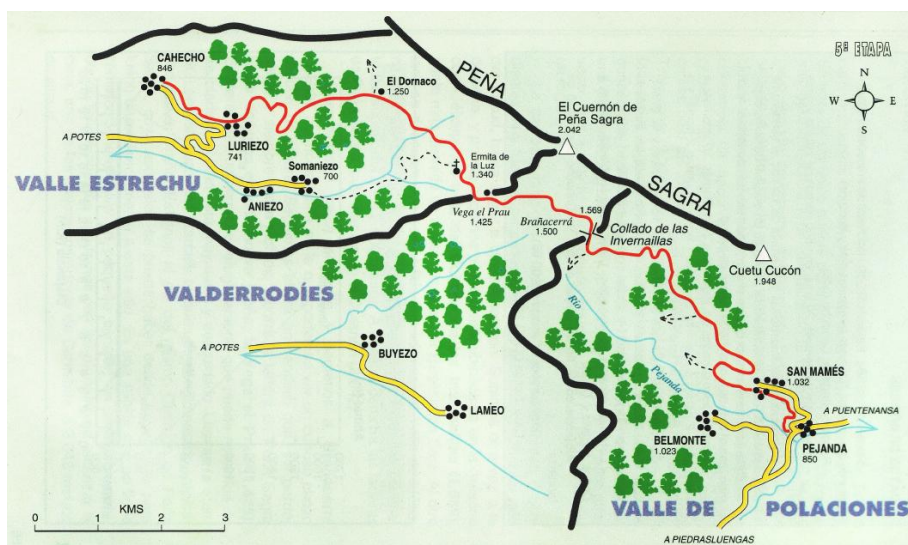 5ª ETAPA
N
W E
S
CAHECHO
846
PEÑA
El Dornaco
1.250
El Cuernón de
Peña Sagra
2.042
A POTES
LURIEZO
741
Somaniezo
700
Ermita de
la Luz
1.340
VALLE ESTRECHU
ANIEZO
SAGRA
Vega el Prau
1.425
Brañacerrá
1.500
1.569
Collado de las
Invernaillas
Cuetu Cucón
1.948
VALDERRODÍES
Río
Pejanda
A POTES
BUYEZO
LAMEO
SAN MAMÉS
1.032
A PUENTENANSA
BELMONTE
1.023
PEJANDA
850
VALLE DE POLACIONES
A PIEDRASLUENGAS
KMS
0 1 2 3